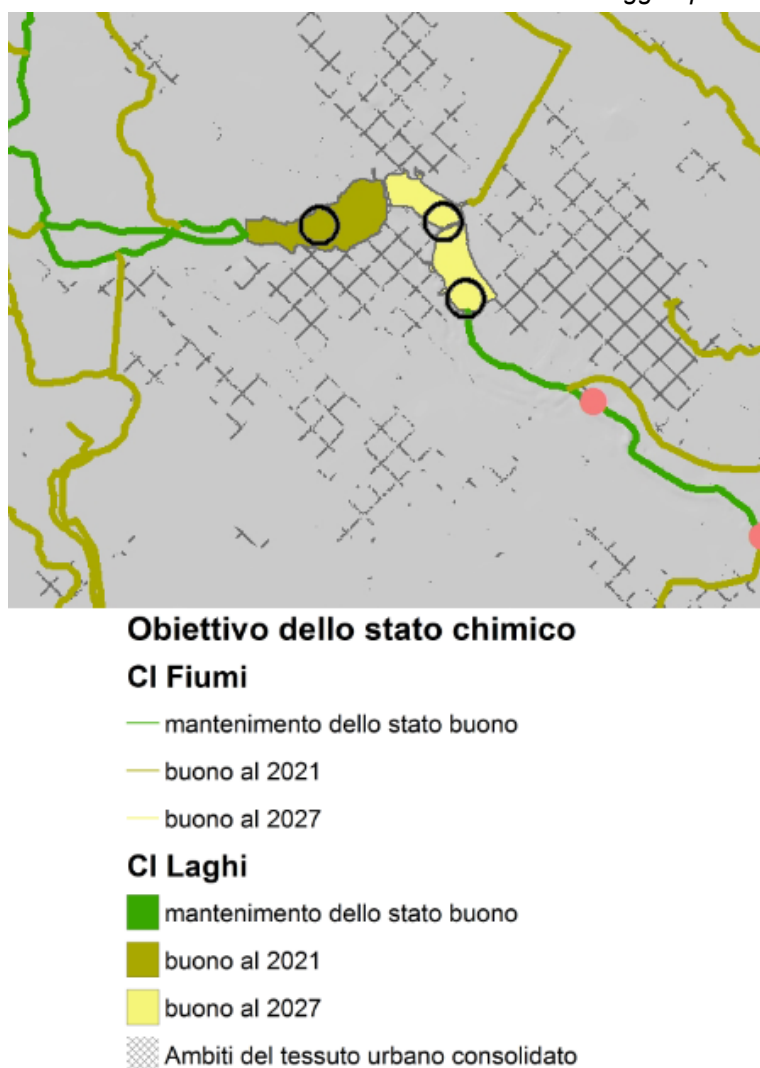 Obiettivo dello stato chimico
CI Fiumi
mantenimento dello stato buono
buono al 2021
buono al 2027
CI Laghi
mantenimento dello stato buono
buono al 2021
buono al 2027
Ambiti del tessuto urbano consolidato